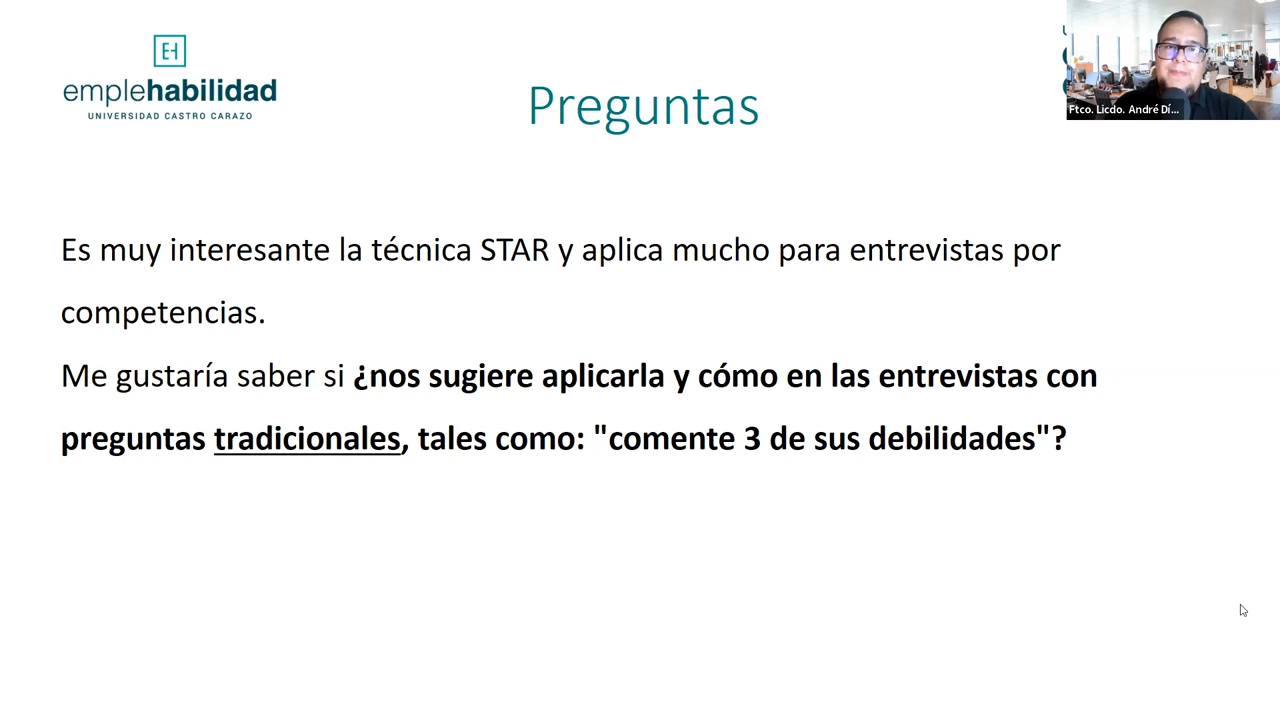 EH
emplehabilidad
UNIVERSIDAD CASTRO CARAZO
Preguntas
Ftco. Licdo. André Dí...
Es muy interesante la técnica STAR y aplica mucho para entrevistas por
competencias.
Me gustaría saber si ¿nos sugiere aplicarla y cómo en las entrevistas con
preguntas tradicionales, tales como: "comente 3 de sus debilidades"?